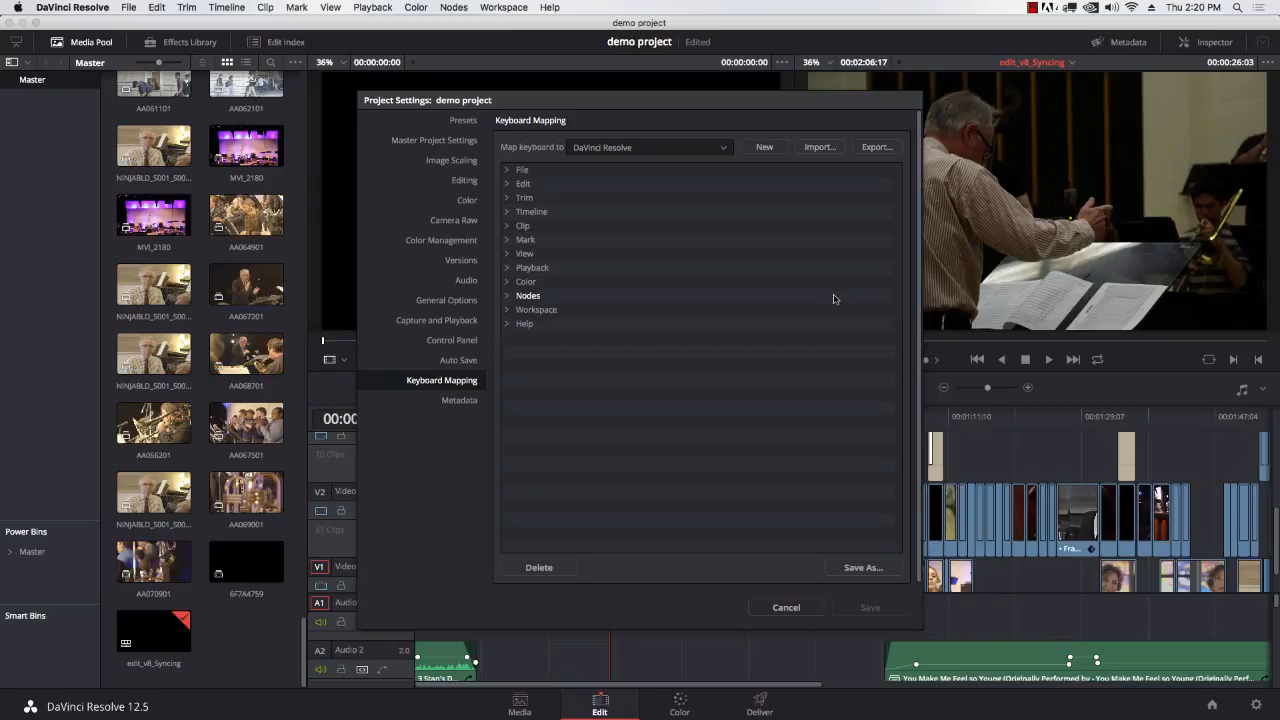 DaVinci Resolve File Edit Trim Timeline Clip Mark View Playback Color Nodes Workspace Help Thu 2:20 PM
demo project
Media Pool Effects Library Edit Index demo project Edited Metadata Inspector
Master 36% 00:00:00:00 00:00:00:00 36% 00:02:06:17 edit_v8_Syncing 00:00:26:03
Master
AA061101 AA062101
NINJABLD_S001_S00... MVI_2180
MVI_2180 AA064901
NINJABLD_S001_S00... AA067201
NINJABLD_S001_S00... AA068701
AA066201 AA067501
NINJABLD_S001_S00... AA069001
AA070901 6F7A4759
edit_v8_Syncing
Power Bins
Master
Smart Bins
Project Settings: demo project
Presets
Master Project Settings
Image Scaling
Editing
Color
Camera Raw
Color Management
Versions
Audio
General Options
Capture and Playback
Control Panel
Auto Save
Keyboard Mapping
Metadata
Keyboard Mapping
Map keyboard to DaVinci Resolve New Import... Export...
File
Edit
Trim
Timeline
Clip
Mark
View
Playback
Color
Nodes
Workspace
Help
Delete Save As...
Cancel Save
00:00
00:01:11:10 00:01:29:07 00:01:47:04
10 Clips
V2 Video
67 Clips
V1 Video
A1 Audio
A2 Audio 2 2.0
Fra...
3 Stan's D...
You Make Me Feel so Young (Originally Performed by - You Make Me Feel so Young (Originally Perf...
DaVinci Resolve 12.5 Media Edit Color Deliver